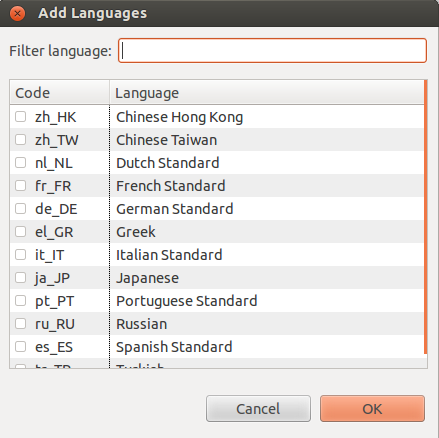 Add Languages
Filter language:
Code Language
zh_HK Chinese Hong Kong
zh_TW Chinese Taiwan
nl_NL Dutch Standard
fr_FR French Standard
de_DE German Standard
el_GR Greek
it_IT Italian Standard
ja_JP Japanese
pt_PT Portuguese Standard
ru_RU Russian
es_ES Spanish Standard
tr_TR Turkish
Cancel OK